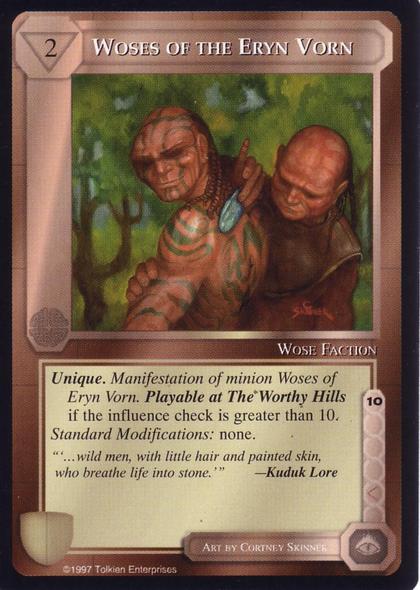 2
WOSES OF THE ERYN VORN
SKINNER
WOSE FACTION
Unique. Manifestation of minion Woses of
Eryn Vorn. Playable at The Worthy Hills
if the influence check is greater than 10.
Standard Modifications: none.
10
“‘…wild men, with little hair and painted skin,
who breathe life into stone.’” —Kuduk Lore
ART BY CORTNEY SKINNER
©1997 Tolkien Enterprises